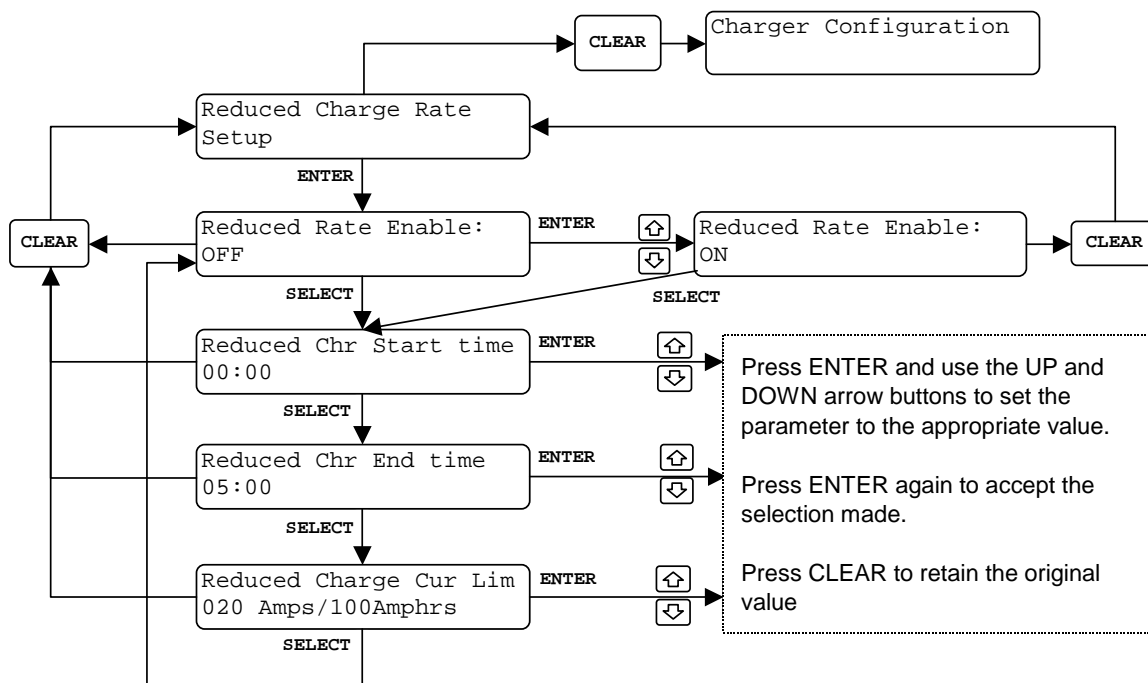 CLEAR
Charger Configuration
Reduced Charge Rate
Setup
ENTER
CLEAR
Reduced Rate Enable:
OFF
ENTER
Reduced Rate Enable:
ON
CLEAR
SELECT
SELECT
Reduced Chr Start time
00:00
ENTER
SELECT
Reduced Chr End time
05:00
ENTER
SELECT
Reduced Charge Cur Lim
020 Amps/100Amphrs
ENTER
SELECT
Press ENTER and use the UP and
DOWN arrow buttons to set the
parameter to the appropriate value.
Press ENTER again to accept the
selection made.
Press CLEAR to retain the original
value